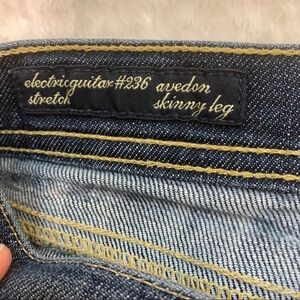 electricguitar #236 avedon
stretch skinny leg